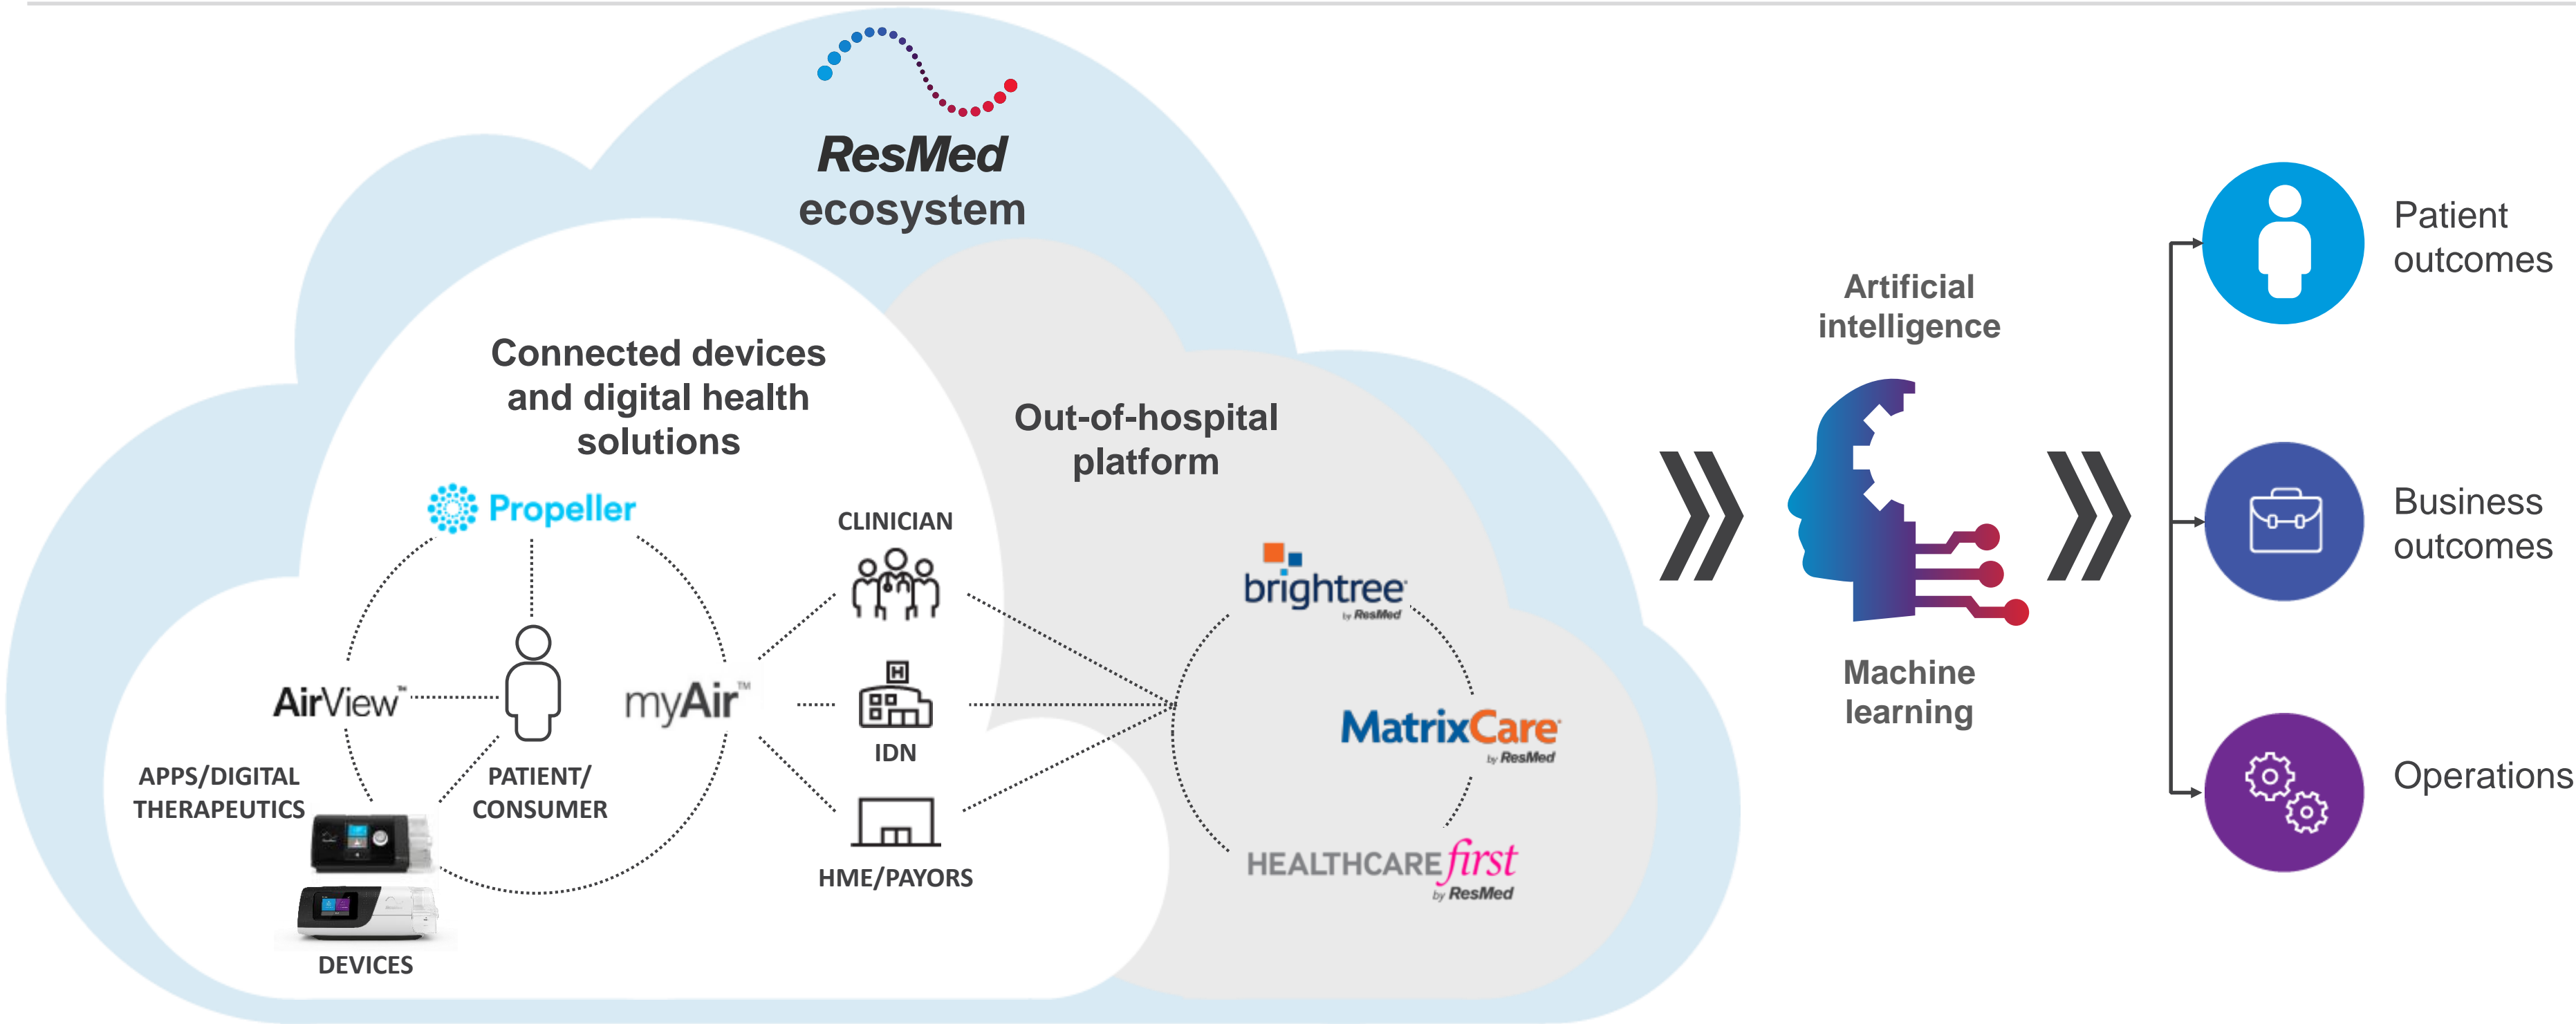 ResMed
ecosystem
Connected devices
and digital health
solutions
Propeller
AirView™
myAir™
APPS/DIGITAL
THERAPEUTICS
PATIENT/
CONSUMER
DEVICES
CLINICIAN
H
IDN
HME/PAYORS
Out-of-hospital
platform
brightree
by ResMed
MatrixCare
by ResMed
HEALTHCAREfirst
by ResMed
Artificial
intelligence
Machine
learning
Patient
outcomes
Business
outcomes
Operations